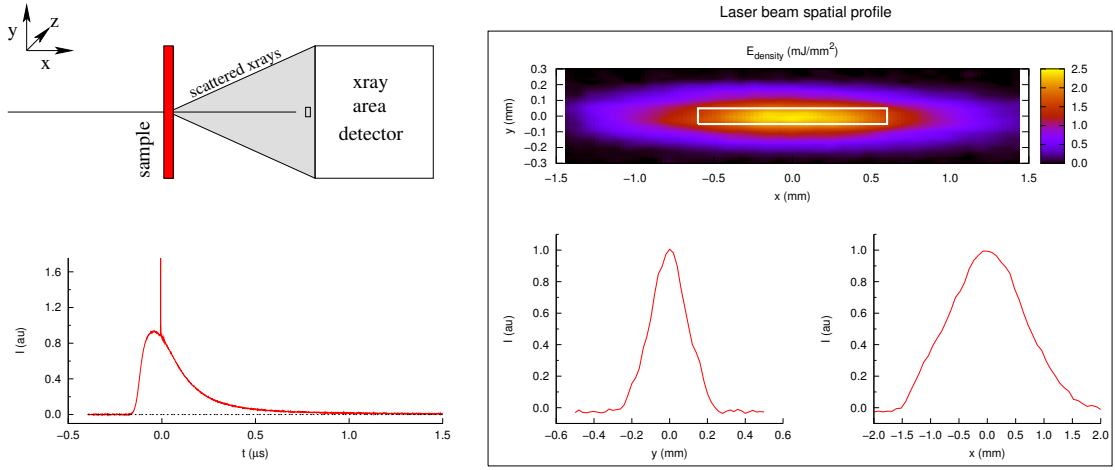 y
z
x
scattered xrays
sample
xray
area
detector
I (au)
1.6
1.2
0.8
0.4
0.0
−0.5 0.0 0.5 1.0 1.5
t (μs)
Laser beam spatial profile
E_density (mJ/mm²)
y (mm)
0.3
0.2
0.1
0.0
−0.1
−0.2
−0.3
−1.5 −1.0 −0.5 0.0 0.5 1.0 1.5
x (mm)
2.5
2.0
1.5
1.0
0.5
0.0
I (au)
1.0
0.8
0.6
0.4
0.2
0.0
−0.6 −0.4 −0.2 0.0 0.2 0.4 0.6
y (mm)
I (au)
1.0
0.8
0.6
0.4
0.2
0.0
−2.0 −1.5 −1.0 −0.5 0.0 0.5 1.0 1.5 2.0
x (mm)